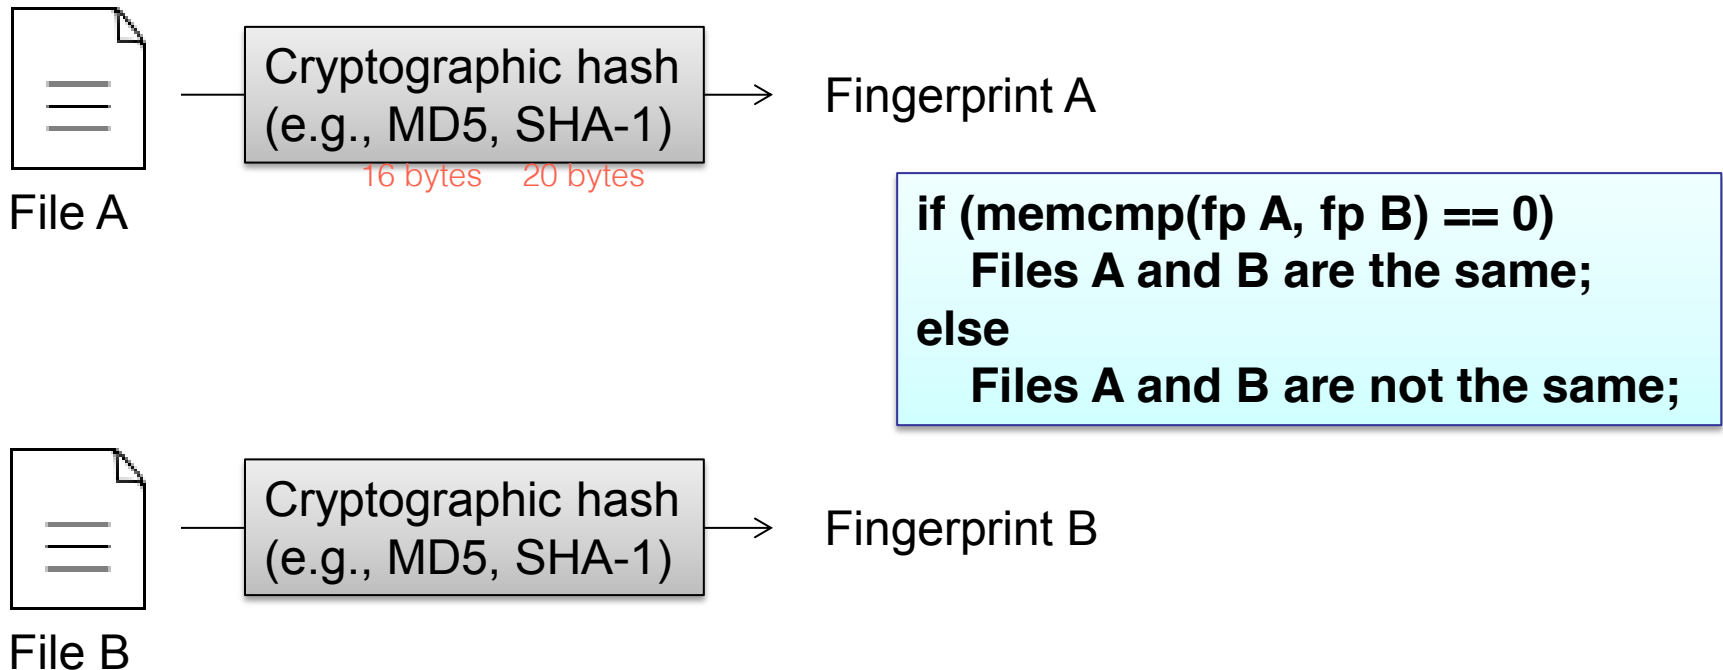 Cryptographic hash
(e.g., MD5, SHA-1)
16 bytes 20 bytes
Fingerprint A
File A
if (memcmp(fp A, fp B) == 0)
Files A and B are the same;
else
Files A and B are not the same;
Cryptographic hash
(e.g., MD5, SHA-1)
Fingerprint B
File B